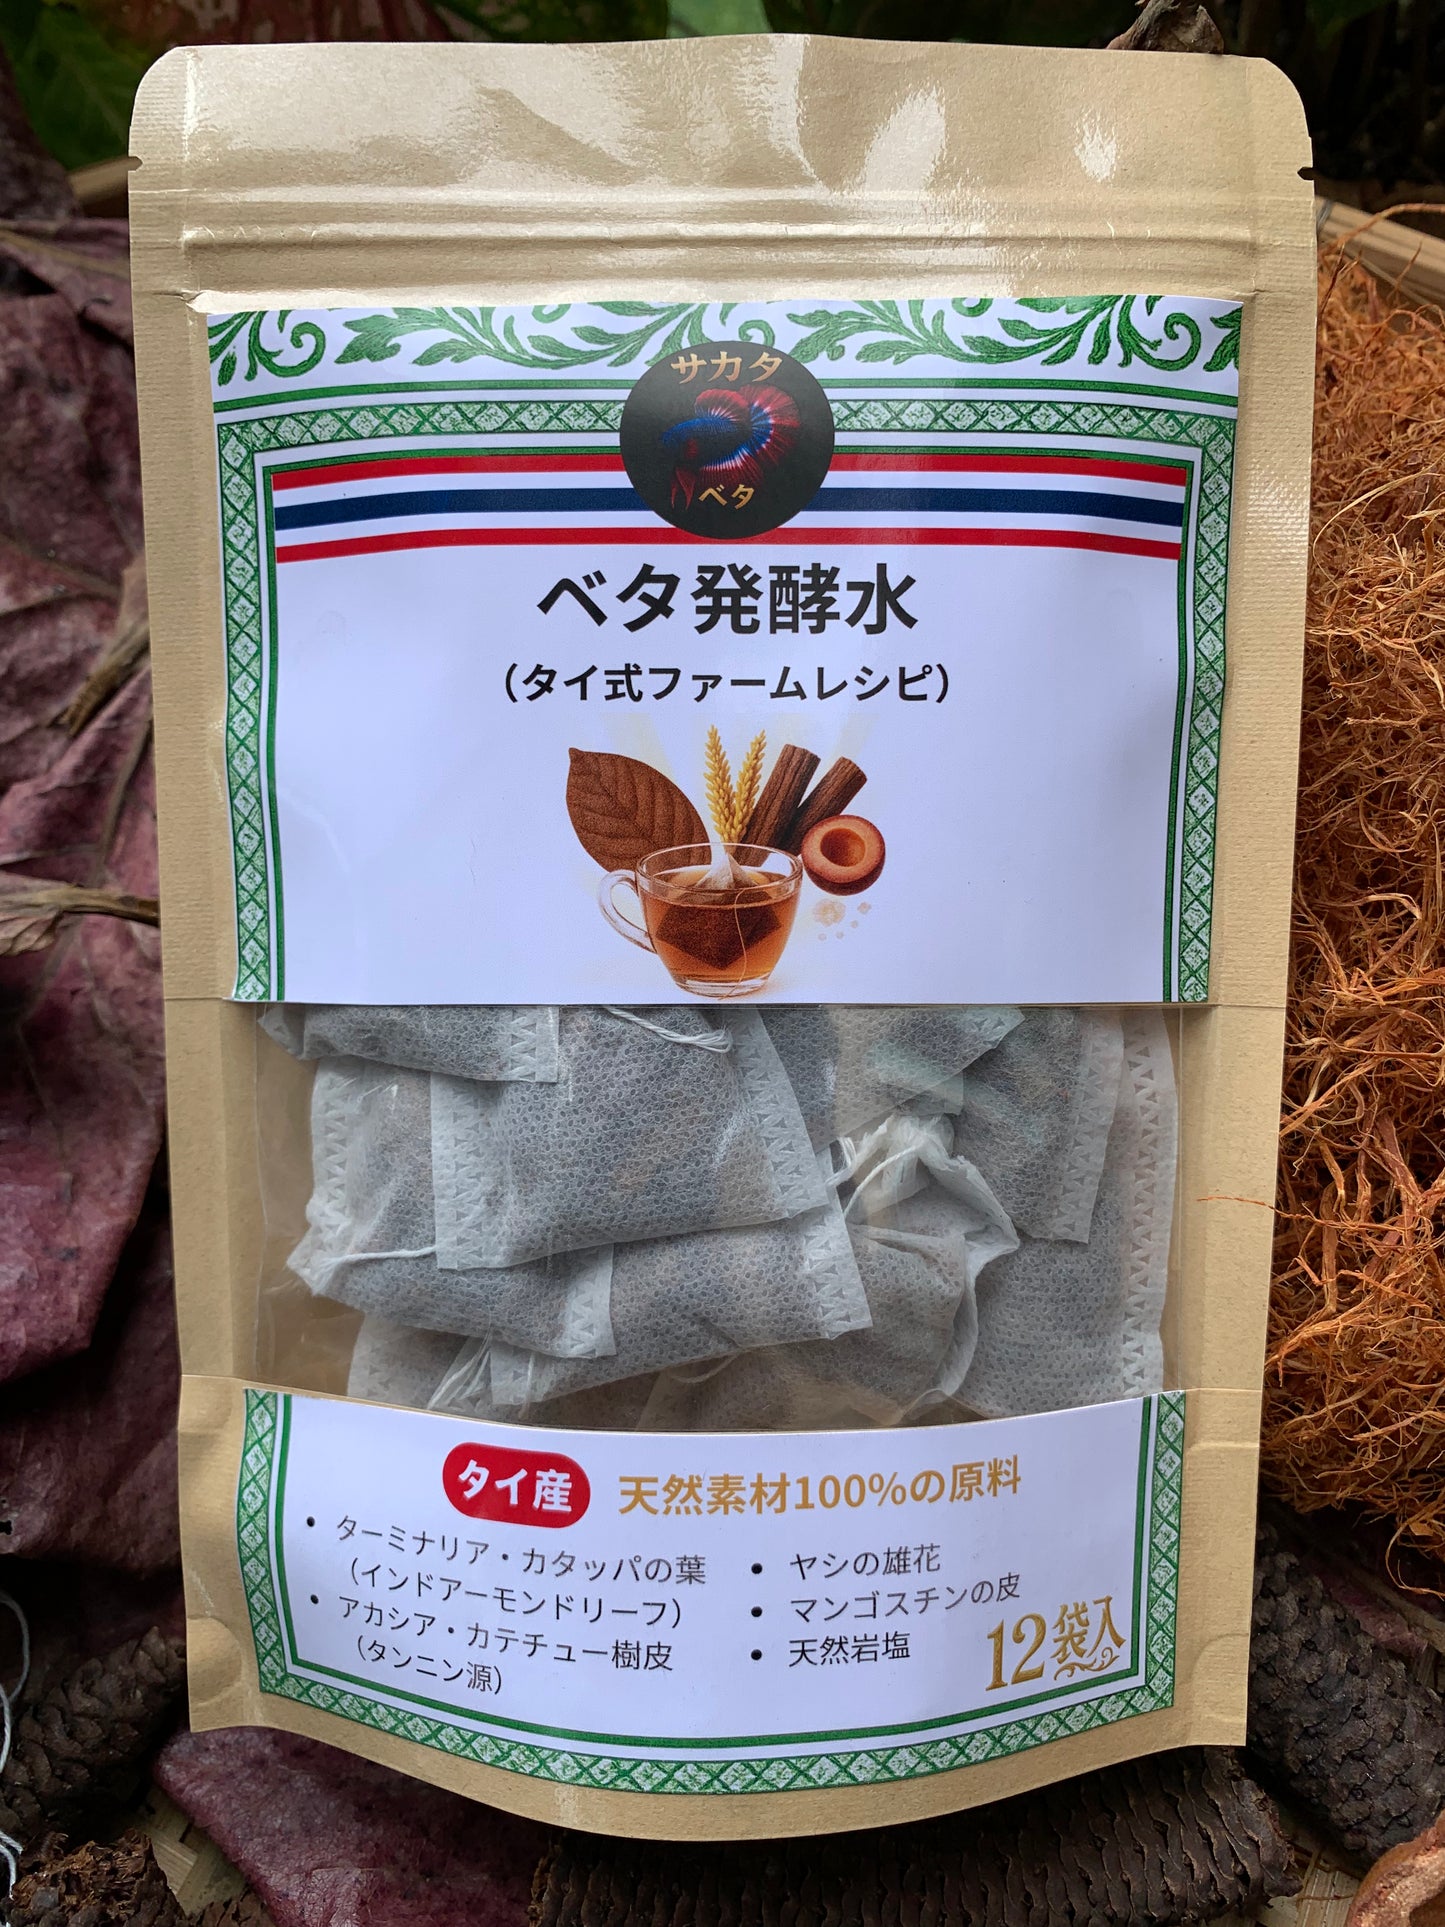 サカタ
ベタ
ベタ発酵水
（タイ式ファームレシピ）
タイ産 天然素材100%の原料
• ターミナリア・カタッパの葉
（インドアーモンドリーフ）
• アカシア・カテチュー樹皮
（タンニン源）
• ヤシの雄花
• マンゴスチンの皮
• 天然岩塩
12袋入